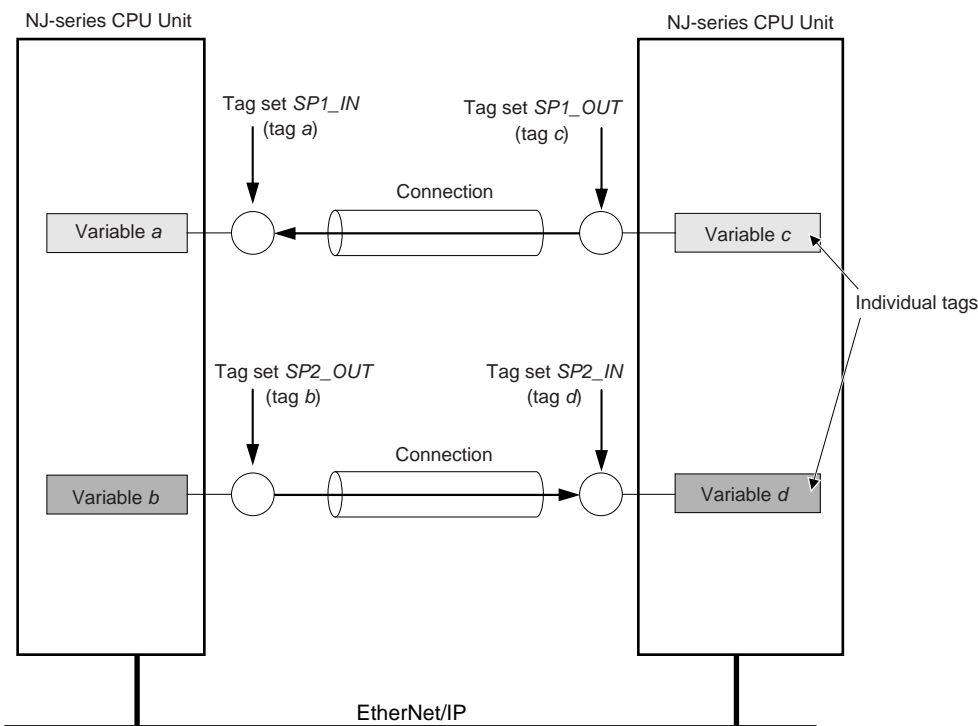 NJ-series CPU Unit
NJ-series CPU Unit
Tag set SP1_IN
(tag a)
Tag set SP1_OUT
(tag c)
Connection
Variable a
Variable c
Individual tags
Tag set SP2_OUT
(tag b)
Tag set SP2_IN
(tag d)
Connection
Variable b
Variable d
EtherNet/IP